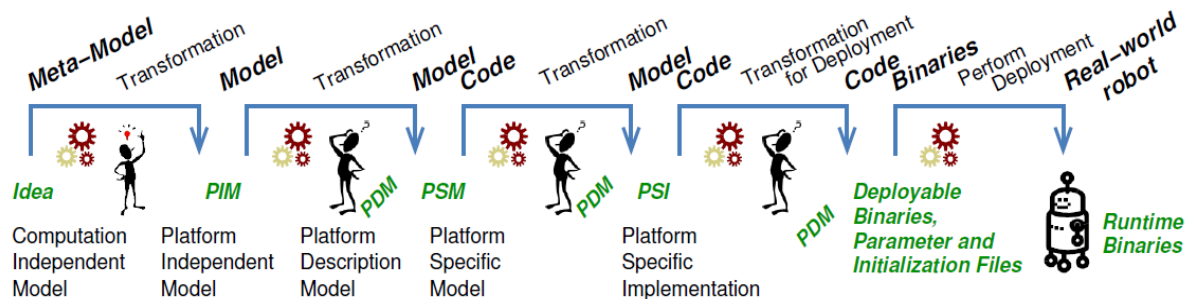 Meta-Model
Transformation
Model
Transformation
Model
Code
Transformation
Model
Code
Transformation
for Deployment
Code
Binaries
Perform
Deployment
Real-world
robot
?
?
?
Idea
PIM
PDM
PSM
PDM
PSI
PDM
Deployable
Binaries,
Parameter and
Initialization Files
Runtime
Binaries
Computation
Independent
Model
Platform
Independent
Model
Platform
Description
Model
Platform
Specific
Model
Platform
Specific
Implementation